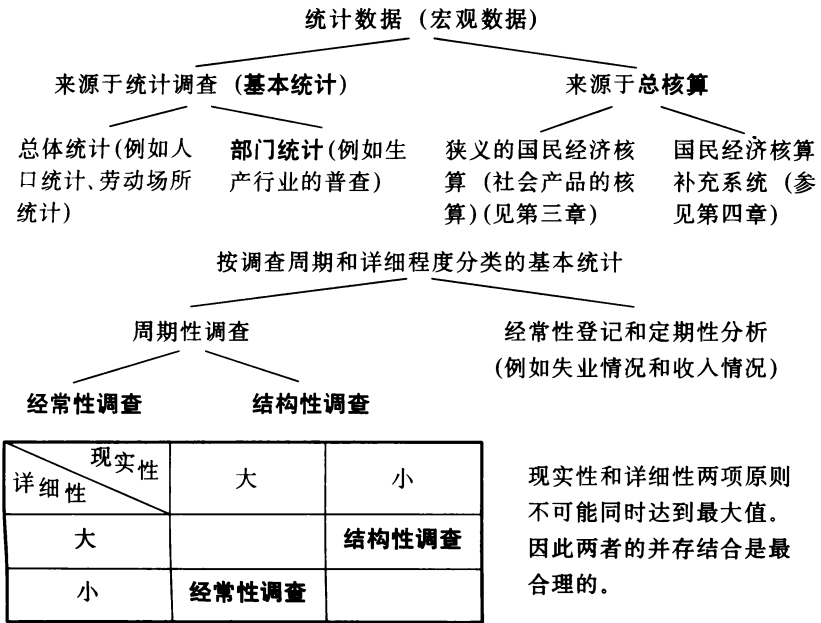 统计数据（宏观数据）
来源于统计调查（基本统计）
来源于总核算
总体统计(例如人
口统计、劳动场所
统计)
部门统计(例如生
产行业的普查)
狭义的国民经济核
算（社会产品的核
算)(见第三章)
国民经济核算
补充系统（参
见第四章)
按调查周期和详细程度分类的基本统计
周期性调查
经常性登记和定期性分析
(例如失业情况和收入情况)
经常性调查
结构性调查
现实性
详细性
大
小
大
结构性调查
小
经常性调查
现实性和详细性两项原则
不可能同时达到最大值。
因此两者的并存结合是最
合理的。